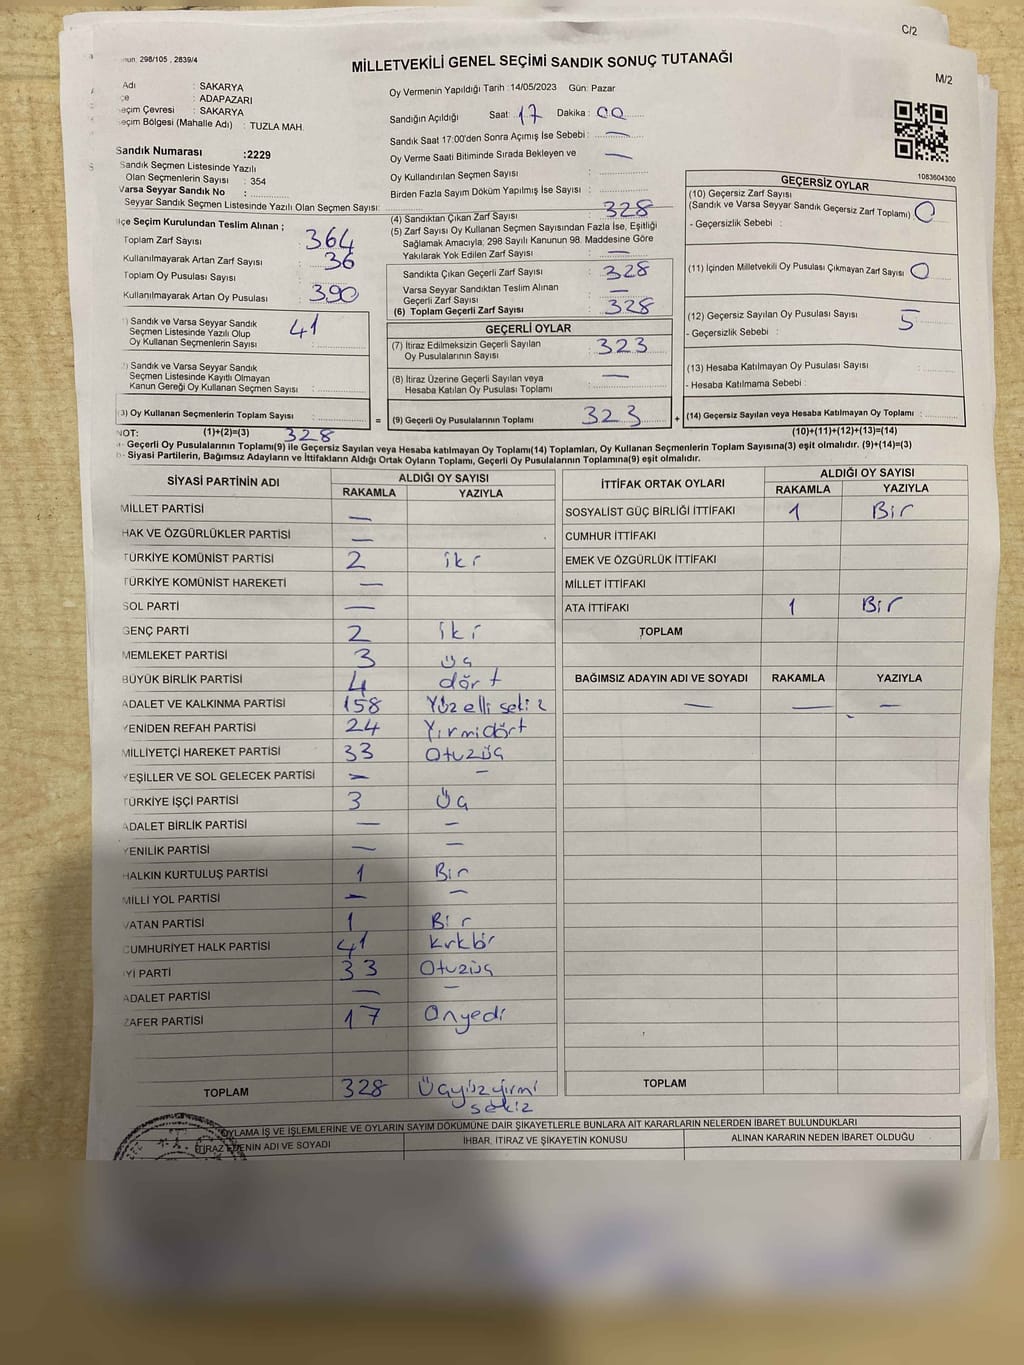 C/2
298/105 , 2839/4
MİLLETVEKİLİ GENEL SEÇİMİ SANDIK SONUÇ TUTANAĞI
M/2
Adı : SAKARYA
: ADAPAZARI
Seçim Çevresi : SAKARYA
Seçim Bölgesi (Mahalle Adı) : TUZLA MAH.
Oy Vermenin Yapıldığı Tarih :14/05/2023 Gün: Pazar
Sandığın Açıldığı Saat: 17 Dakika : 00
Sandık Saat 17:00'den Sonra Açımış İse Sebebi : —
Oy Verme Saati Bitiminde Sırada Bekleyen ve —
Oy Kullandırılan Seçmen Sayısı :
Birden Fazla Sayım Döküm Yapılmış İse Sayısı :
Sandık Numarası :2229
Sandık Seçmen Listesinde Yazılı
Olan Seçmenlerin Sayısı : 354
Varsa Seyyar Sandık No :
Seyyar Sandık Seçmen Listesinde Yazılı Olan Seçmen Sayısı:
İlçe Seçim Kurulundan Teslim Alınan ;
Toplam Zarf Sayısı : 364
Kullanılmayarak Artan Zarf Sayısı : 36
Toplam Oy Pusulası Sayısı :
Kullanılmayarak Artan Oy Pusulası : 390
1) Sandık ve Varsa Seyyar Sandık
Seçmen Listesinde Yazılı Olup
Oy Kullanan Seçmenlerin Sayısı : 41
2) Sandık ve Varsa Seyyar Sandık
Seçmen Listesinde Kayıtlı Olmayan
Kanun Gereği Oy Kullanan Seçmen Sayısı :
(3) Oy Kullanan Seçmenlerin Toplam Sayısı :
(1)+(2)=(3) 328
(4) Sandıktan Çıkan Zarf Sayısı : 328
(5) Zarf Sayısı Oy Kullanan Seçmen Sayısından Fazla İse, Eşitliği
Sağlamak Amacıyla; 298 Sayılı Kanunun 98. Maddesine Göre
Yakılarak Yok Edilen Zarf Sayısı :
Sandıkta Çıkan Geçerli Zarf Sayısı : 328
Varsa Seyyar Sandıktan Teslim Alınan
Geçerli Zarf Sayısı : —
(6) Toplam Geçerli Zarf Sayısı : 328
GEÇERLİ OYLAR
(7) İtiraz Edilmeksizin Geçerli Sayılan
Oy Pusulalarının Sayısı : 323
(8) İtiraz Üzerine Geçerli Sayılan veya
Hesaba Katılan Oy Pusulası Toplamı : —
= (9) Geçerli Oy Pusulalarının Toplamı : 323 +
1083604300
GEÇERSİZ OYLAR
(10) Geçersiz Zarf Sayısı
(Sandık ve Varsa Seyyar Sandık Geçersiz Zarf Toplamı) 0
- Geçersizlik Sebebi :
(11) İçinden Milletvekili Oy Pusulası Çıkmayan Zarf Sayısı : 0
(12) Geçersiz Sayılan Oy Pusulası Sayısı : 5
- Geçersizlik Sebebi :
(13) Hesaba Katılmayan Oy Pusulası Sayısı :
- Hesaba Katılmama Sebebi :
(14) Geçersiz Sayılan veya Hesaba Katılmayan Oy Toplamı :
(10)+(11)+(12)+(13)=(14)
NOT:
a- Geçerli Oy Pusulalarının Toplamı(9) ile Geçersiz Sayılan veya Hesaba katılmayan Oy Toplamı(14) Toplamları, Oy Kullanan Seçmenlerin Toplam Sayısına(3) eşit olmalıdır. (9)+(14)=(3)
b- Siyasi Partilerin, Bağımsız Adayların ve İttifakların Aldığı Ortak Oyların Toplamı, Geçerli Oy Pusulalarının Toplamına(9) eşit olmalıdır.
SİYASİ PARTİNİN ADI ALDIĞI OY SAYISI
RAKAMLA YAZIYLA
MİLLET PARTİSİ —
HAK VE ÖZGÜRLÜKLER PARTİSİ —
TÜRKİYE KOMÜNİST PARTİSİ 2 iki
TÜRKİYE KOMÜNİST HAREKETİ —
SOL PARTİ —
GENÇ PARTİ 2 iki
MEMLEKET PARTİSİ 3 üç
BÜYÜK BİRLİK PARTİSİ 4 dört
ADALET VE KALKINMA PARTİSİ 158 Yüz elli sekiz
YENİDEN REFAH PARTİSİ 24 Yirmidört
MİLLİYETÇİ HAREKET PARTİSİ 33 Otuzüç
YEŞİLLER VE SOL GELECEK PARTİSİ — —
TÜRKİYE İŞÇİ PARTİSİ 3 Üç
ADALET BİRLİK PARTİSİ — —
YENİLİK PARTİSİ — —
HALKIN KURTULUŞ PARTİSİ 1 Bir
MİLLİ YOL PARTİSİ — —
VATAN PARTİSİ 1 Bir
CUMHURİYET HALK PARTİSİ 41 Kırkbir
İYİ PARTİ 33 Otuzüç
ADALET PARTİSİ — —
ZAFER PARTİSİ 17 Onyedi
TOPLAM 328 Üçyüzyirmi
sekiz
İTTİFAK ORTAK OYLARI ALDIĞI OY SAYISI
RAKAMLA YAZIYLA
SOSYALİST GÜÇ BİRLİĞİ İTTİFAKI 1 Bir
CUMHUR İTTİFAKI
EMEK VE ÖZGÜRLÜK İTTİFAKI
MİLLET İTTİFAKI
ATA İTTİFAKI 1 Bir
TOPLAM
BAĞIMSIZ ADAYIN ADI VE SOYADI RAKAMLA YAZIYLA
— — —
TOPLAM
OYLAMA İŞ VE İŞLEMLERİNE VE OYLARIN SAYIM DÖKÜMÜNE DAİR ŞİKAYETLERLE BUNLARA AİT KARARLARIN NELERDEN İBARET BULUNDUKLARI
İTİRAZ EDENİN ADI VE SOYADI İHBAR, İTİRAZ VE ŞİKAYETİN KONUSU ALINAN KARARIN NEDEN İBARET OLDUĞU